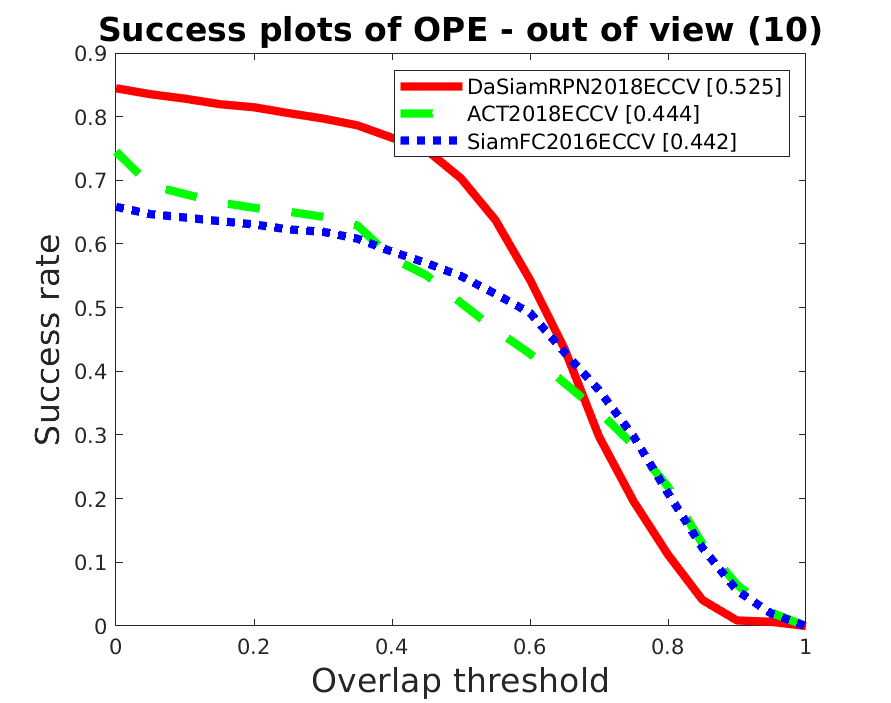 Success plots of OPE - out of view (10)
DaSiamRPN2018ECCV [0.525]
ACT2018ECCV [0.444]
SiamFC2016ECCV [0.442]
Success rate
0.9
0.8
0.7
0.6
0.5
0.4
0.3
0.2
0.1
0
0 0.2 0.4 0.6 0.8 1
Overlap threshold